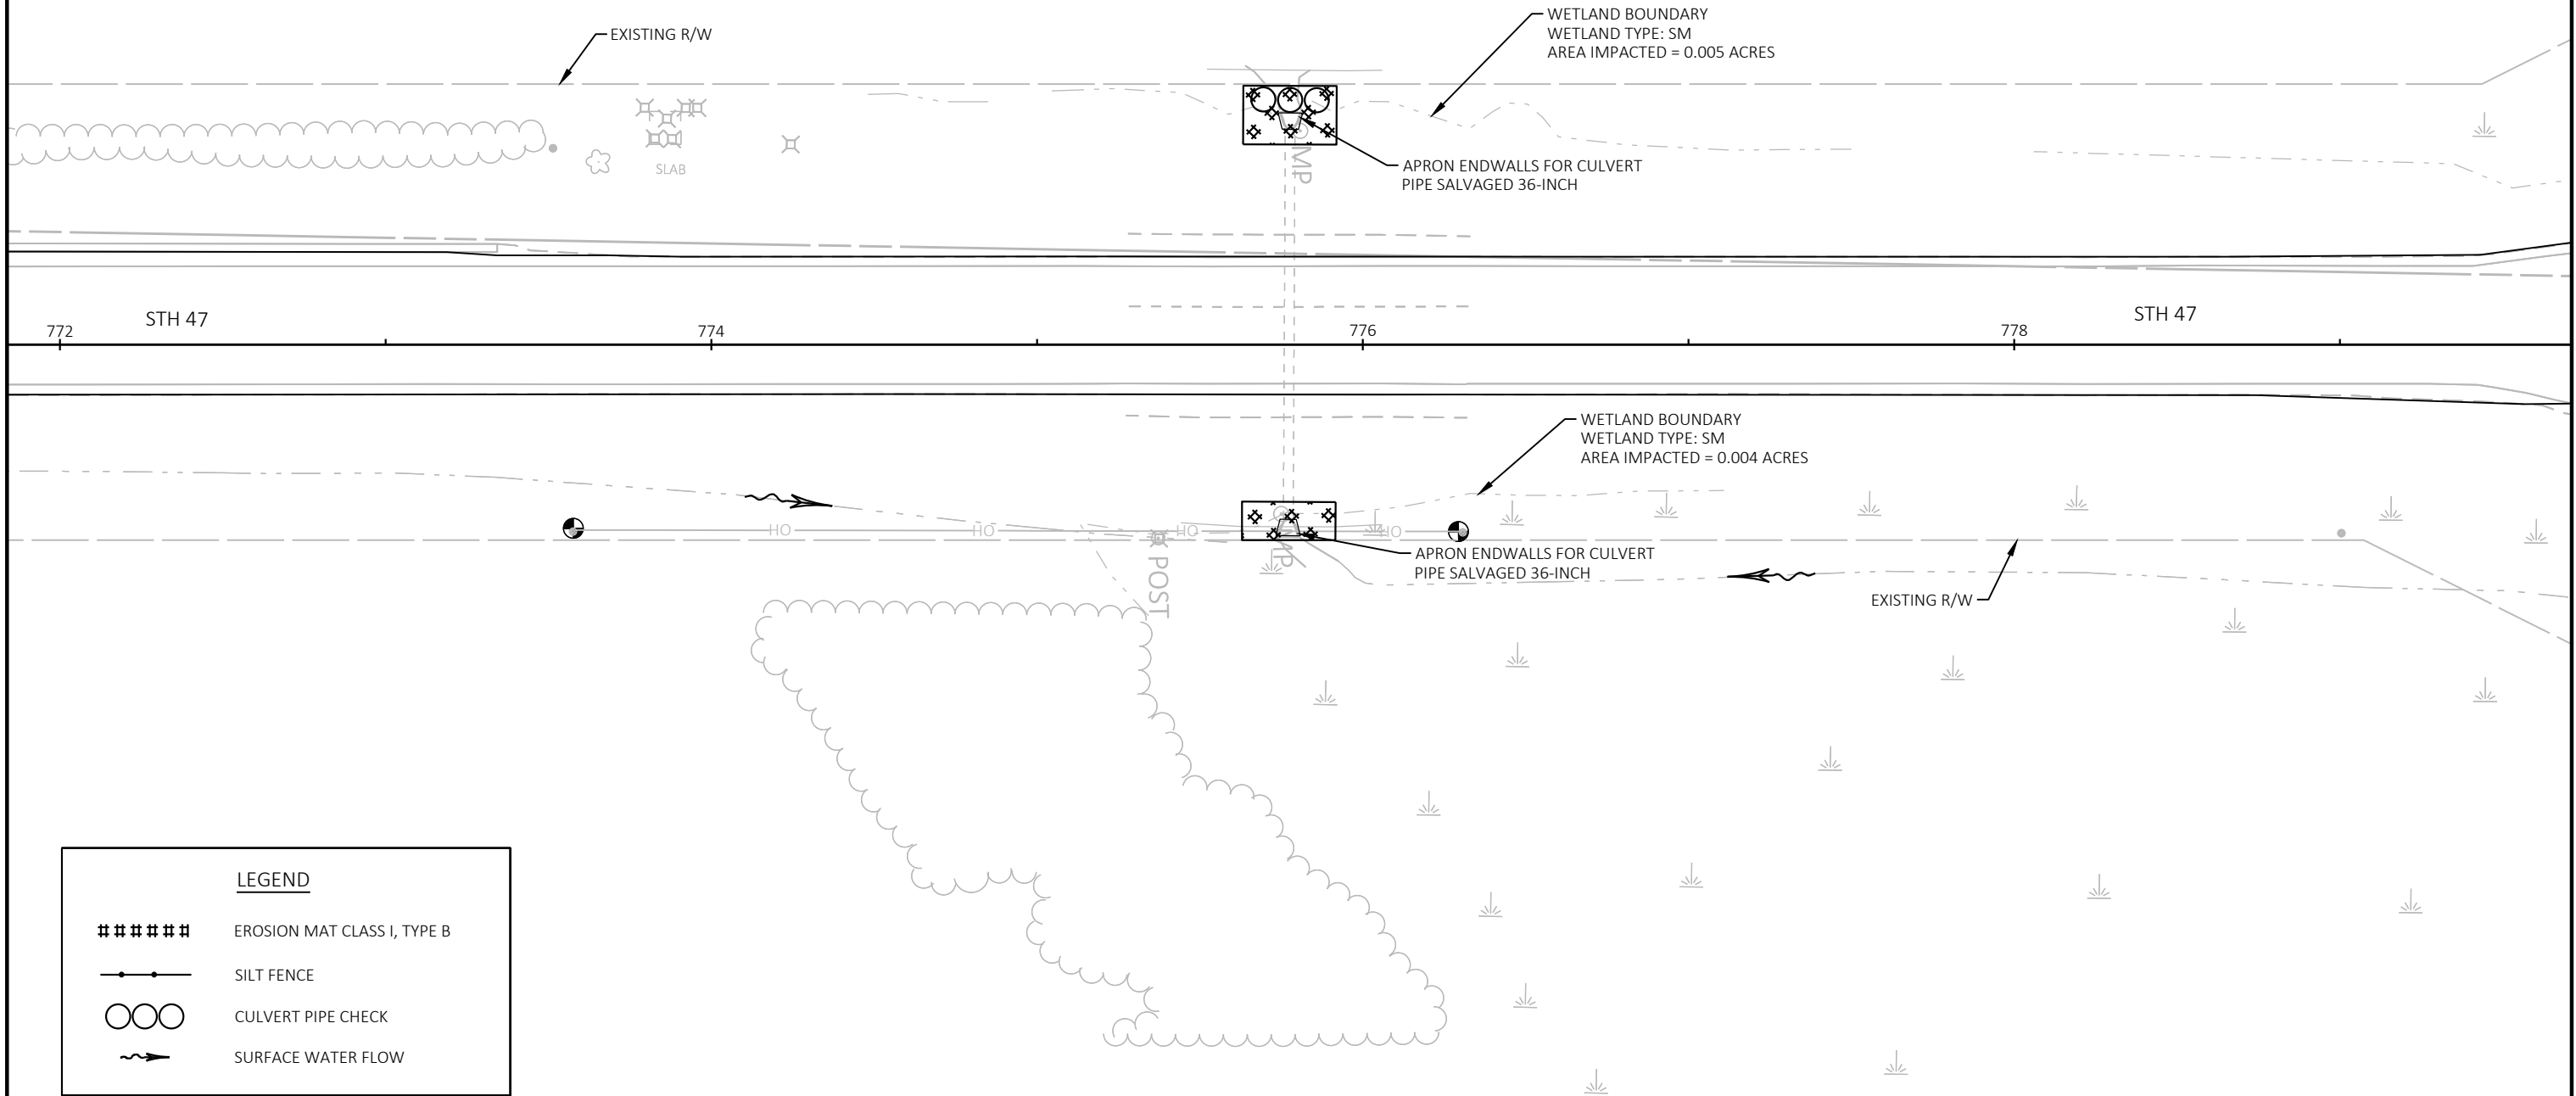 WETLAND BOUNDARY
WETLAND TYPE: SM
AREA IMPACTED = 0.005 ACRES
EXISTING R/W
APRON ENDWALLS FOR CULVERT
PIPE SALVAGED 36-INCH
SLAB
MP
STH 47
STH 47
772
774
776
778
WETLAND BOUNDARY
WETLAND TYPE: SM
AREA IMPACTED = 0.004 ACRES
HO
HO
HO
HO
MP
POST
APRON ENDWALLS FOR CULVERT
PIPE SALVAGED 36-INCH
EXISTING R/W
LEGEND
EROSION MAT CLASS I, TYPE B
SILT FENCE
CULVERT PIPE CHECK
SURFACE WATER FLOW